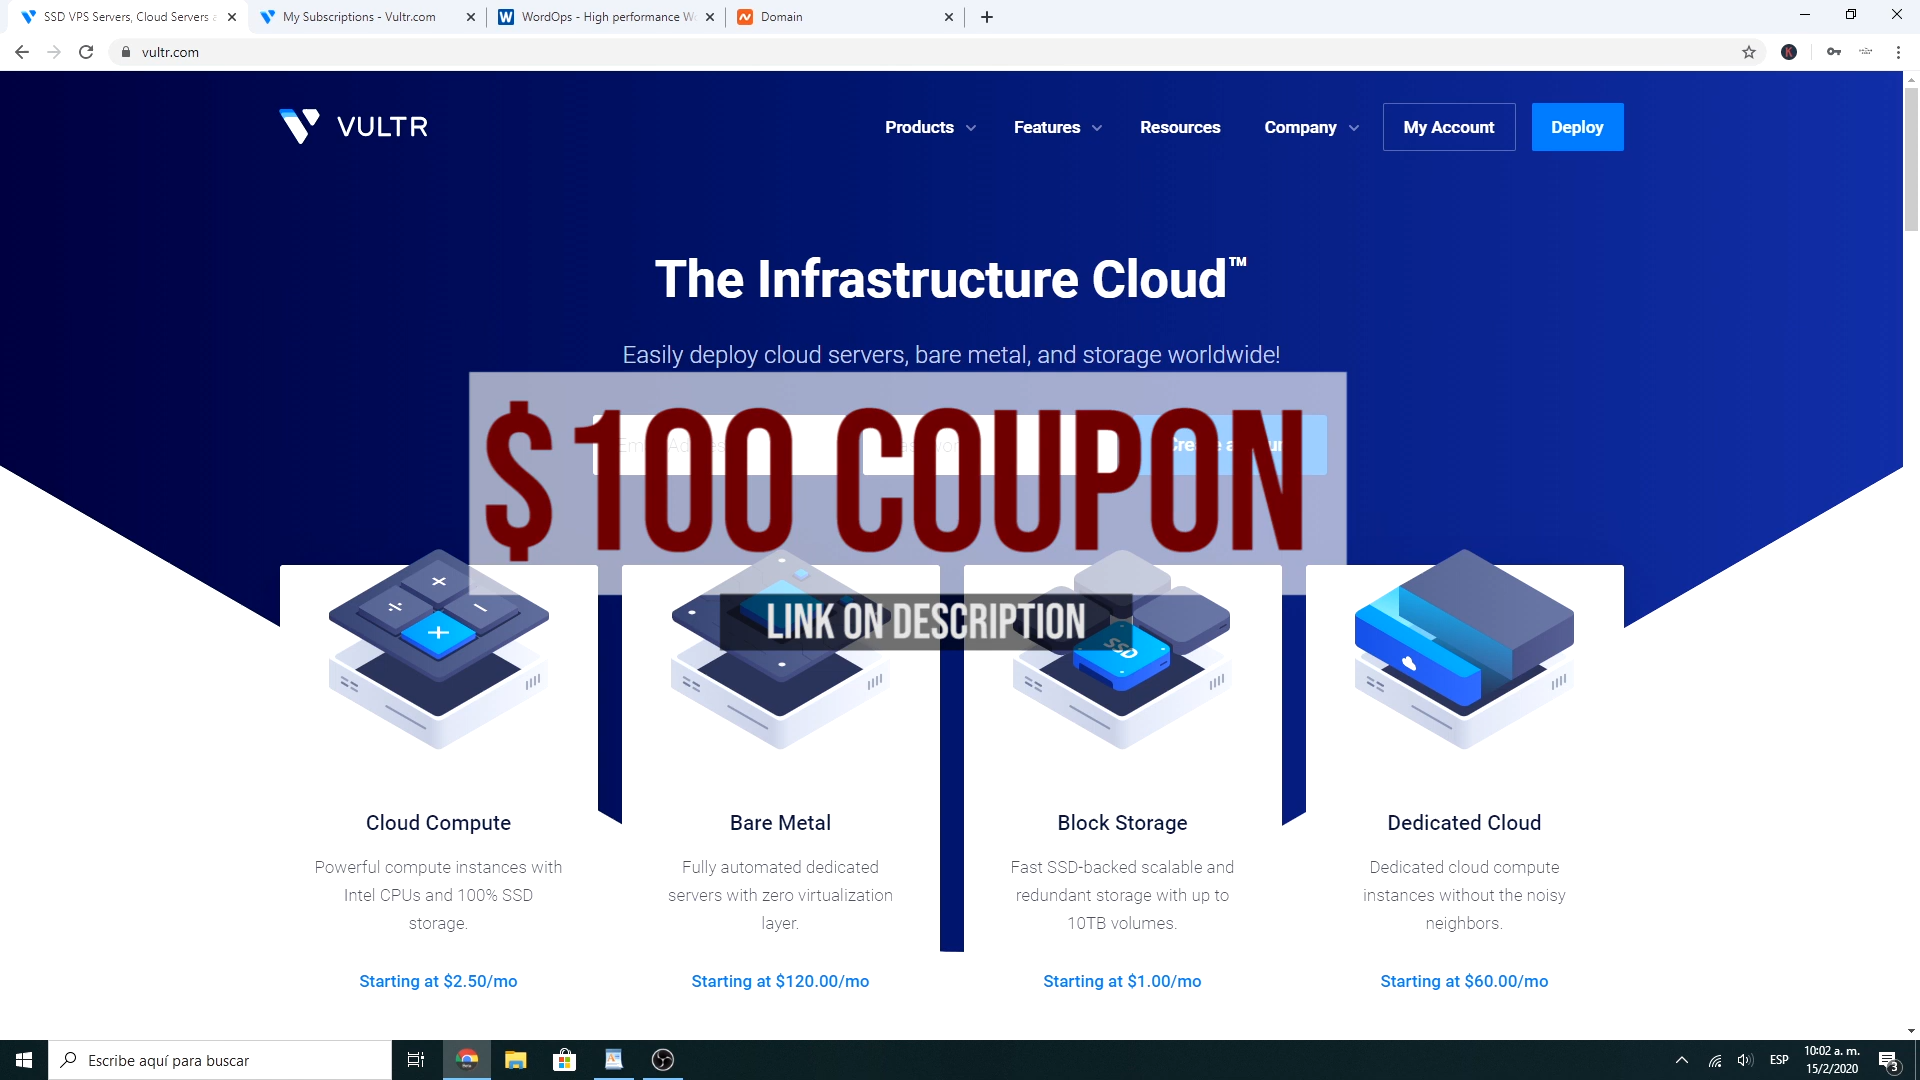 SSD VPS Servers, Cloud Servers a
My Subscriptions - Vultr.com
WordOps - High performance Wo
Domain
vultr.com
VULTR
Products
Features
Resources
Company
My Account
Deploy
The Infrastructure Cloud™
Easily deploy cloud servers, bare metal, and storage worldwide!
$100 COUPON
LINK ON DESCRIPTION
SSD
Cloud Compute
Powerful compute instances with
Intel CPUs and 100% SSD
storage.
Starting at $2.50/mo
Bare Metal
Fully automated dedicated
servers with zero virtualization
layer.
Starting at $120.00/mo
Block Storage
Fast SSD-backed scalable and
redundant storage with up to
10TB volumes.
Starting at $1.00/mo
Dedicated Cloud
Dedicated cloud compute
instances without the noisy
neighbors.
Starting at $60.00/mo
Escribe aquí para buscar
ESP
10:02 a. m.
15/2/2020
3